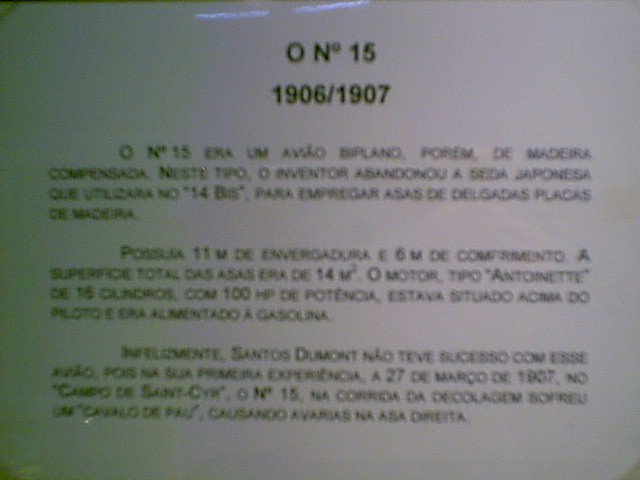 O Nº 15
1906/1907
O Nº 15 ERA UM AVIÃO BIPLANO, PORÉM, DE MADEIRA
COMPENSADA. NESTE TIPO, O INVENTOR ABANDONOU A SEDA JAPONESA
QUE UTILIZARA NO "14 BIS", PARA EMPREGAR ASAS DE DELGADAS PLACAS
DE MADEIRA.
POSSUÍA 11 M DE ENVERGADURA E 6 M DE COMPRIMENTO. A
SUPERFÍCIE TOTAL DAS ASAS ERA DE 14 M². O MOTOR, TIPO "ANTOINETTE"
DE 16 CILINDROS, COM 100 HP DE POTÊNCIA, ESTAVA SITUADO ACIMA DO
PILOTO E ERA ALIMENTADO À GASOLINA.
INFELIZMENTE, SANTOS DUMONT NÃO TEVE SUCESSO COM ESSE
AVIÃO, POIS NA SUA PRIMEIRA EXPERIÊNCIA, A 27 DE MARÇO DE 1907, NO
"CAMPO DE SAINT-CYR", O Nº 15, NA CORRIDA DA DECOLAGEM SOFREU
UM "CAVALO DE PAU", CAUSANDO AVARIAS NA ASA DIREITA.